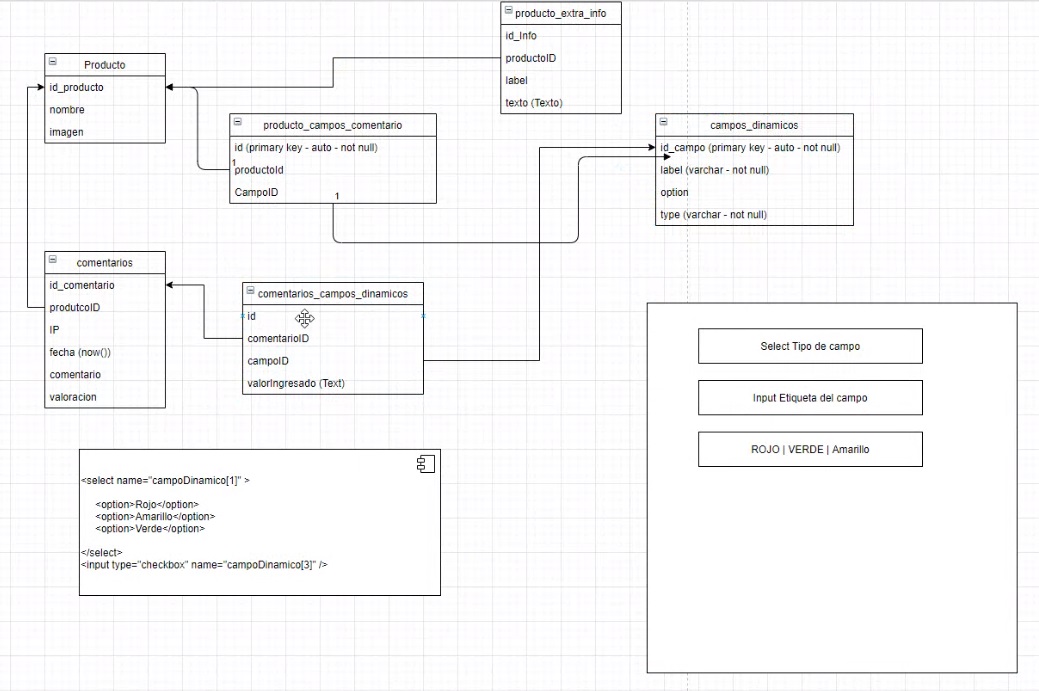 producto_extra_info
id_Info
productoID
label
texto (Texto)
Producto
id_producto
nombre
imagen
producto_campos_comentario
id (primary key - auto - not null)
1
productoId
CampoID
1
campos_dinamicos
id_campo (primary key - auto - not null)
label (varchar - not null)
option
type (varchar - not null)
comentarios
id_comentario
produtcoID
IP
fecha (now())
comentario
valoracion
comentarios_campos_dinamicos
id
comentarioID
campoID
valorIngresado (Text)
Select Tipo de campo
Input Etiqueta del campo
ROJO | VERDE | Amarillo
<select name="campoDinamico[1]" >
<option>Rojo</option>
<option>Amarillo</option>
<option>Verde</option>
</select>
<input type="checkbox" name="campoDinamico[3]" />